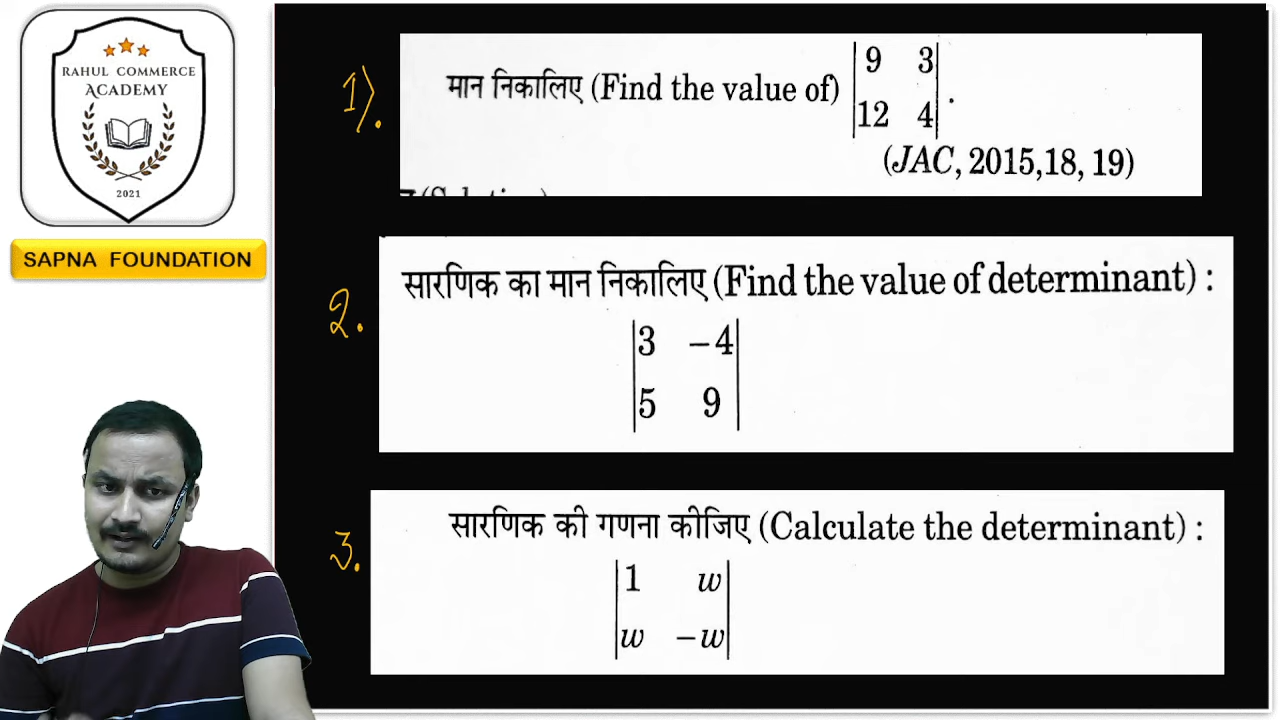 RAHUL COMMERCE
ACADEMY
2021
SAPNA FOUNDATION
1).
मान निकालिए (Find the value of) |9 3|
|12 4| .
(JAC, 2015,18, 19)
2.
सारणिक का मान निकालिए (Find the value of determinant) :
|3 −4|
|5 9|
3.
सारणिक की गणना कीजिए (Calculate the determinant) :
|1 w|
|w −w|